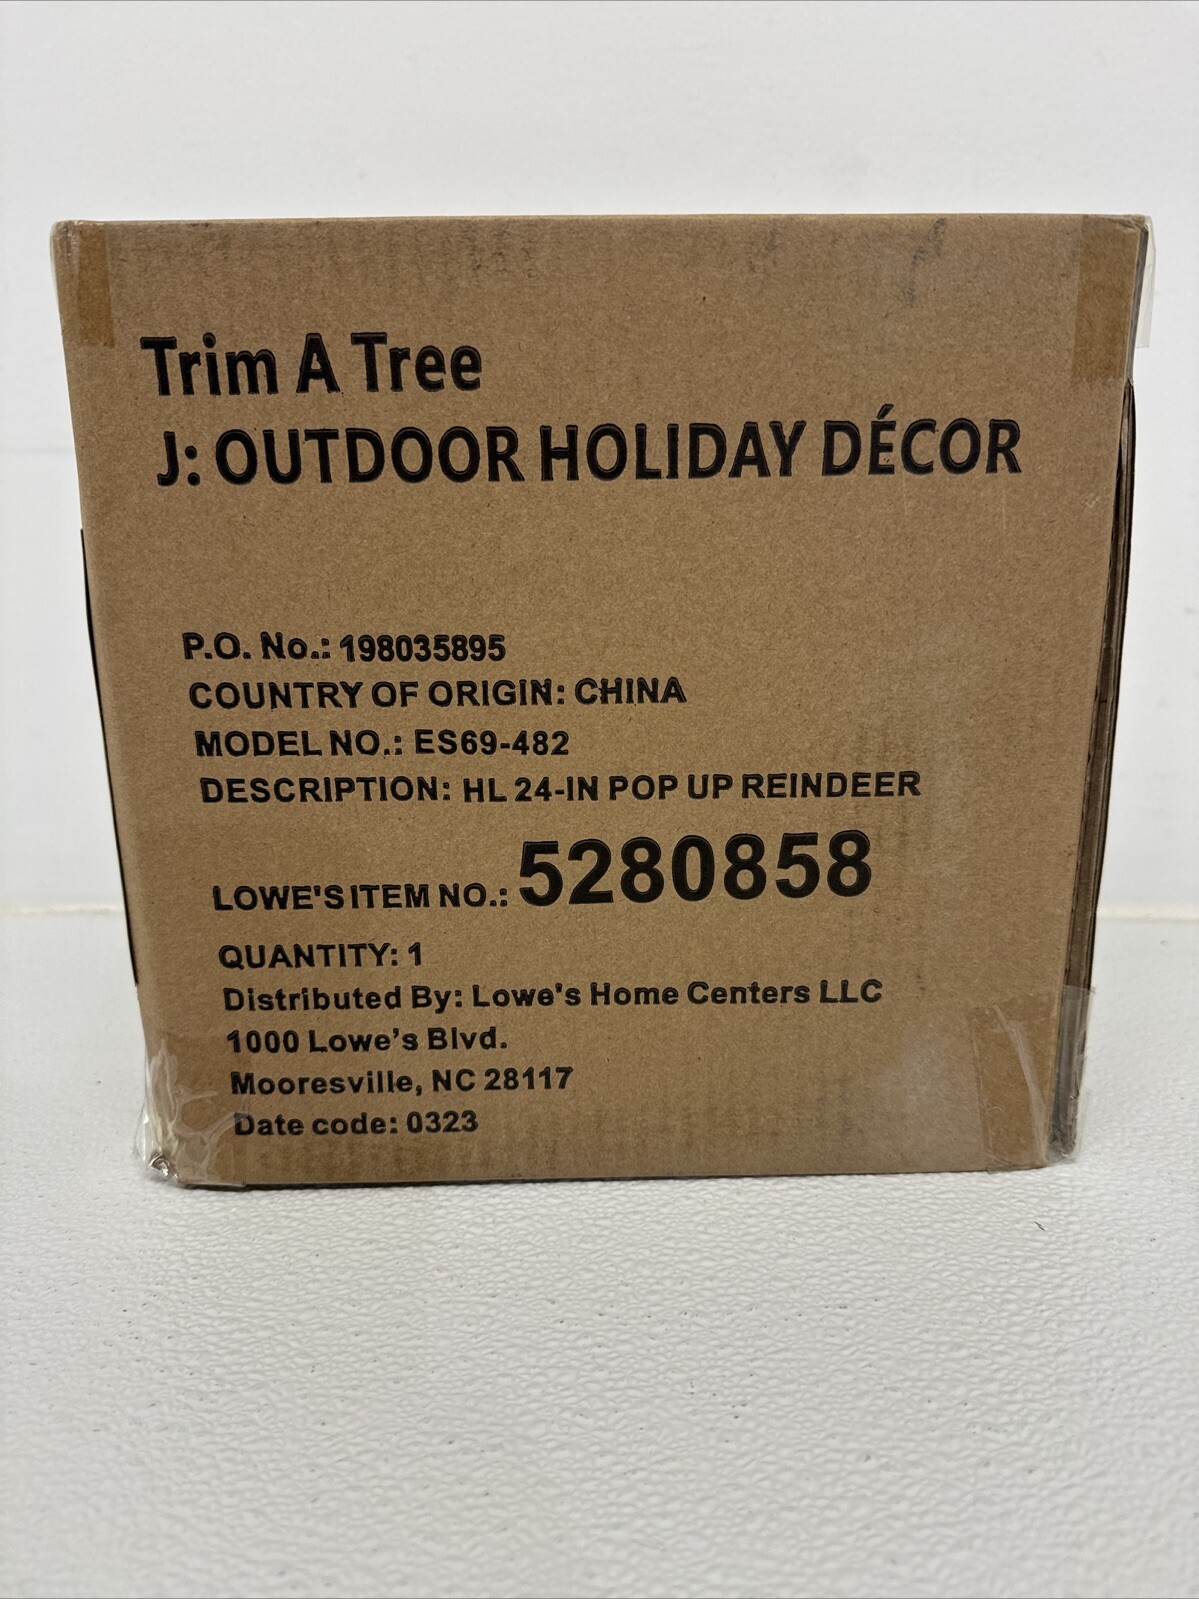 Trim A Tree
J: OUTDOOR HOLIDAY DÉCOR
P.O. No.: 198035895
COUNTRY OF ORIGIN: CHINA
MODEL NO.: ES69-482
DESCRIPTION: HL 24-IN POP UP REINDEER
LOWE'S ITEM NO.: 5280858
QUANTITY: 1
Distributed By: Lowe's Home Centers LLC
1000 Lowe's Blvd.
Mooresville, NC 28117
Date code: 0323